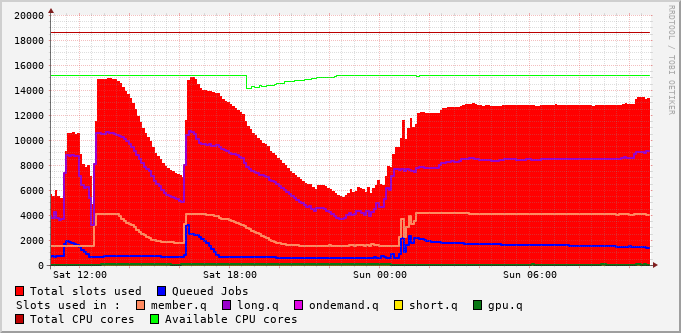 20000
18000
16000
14000
12000
10000
8000
6000
4000
2000
0
Sat 12:00 Sat 18:00 Sun 00:00 Sun 06:00
RRDTOOL / TOBI OETIKER
Total slots used Queued Jobs
Slots used in : member.q long.q ondemand.q short.q gpu.q
Total CPU cores Available CPU cores